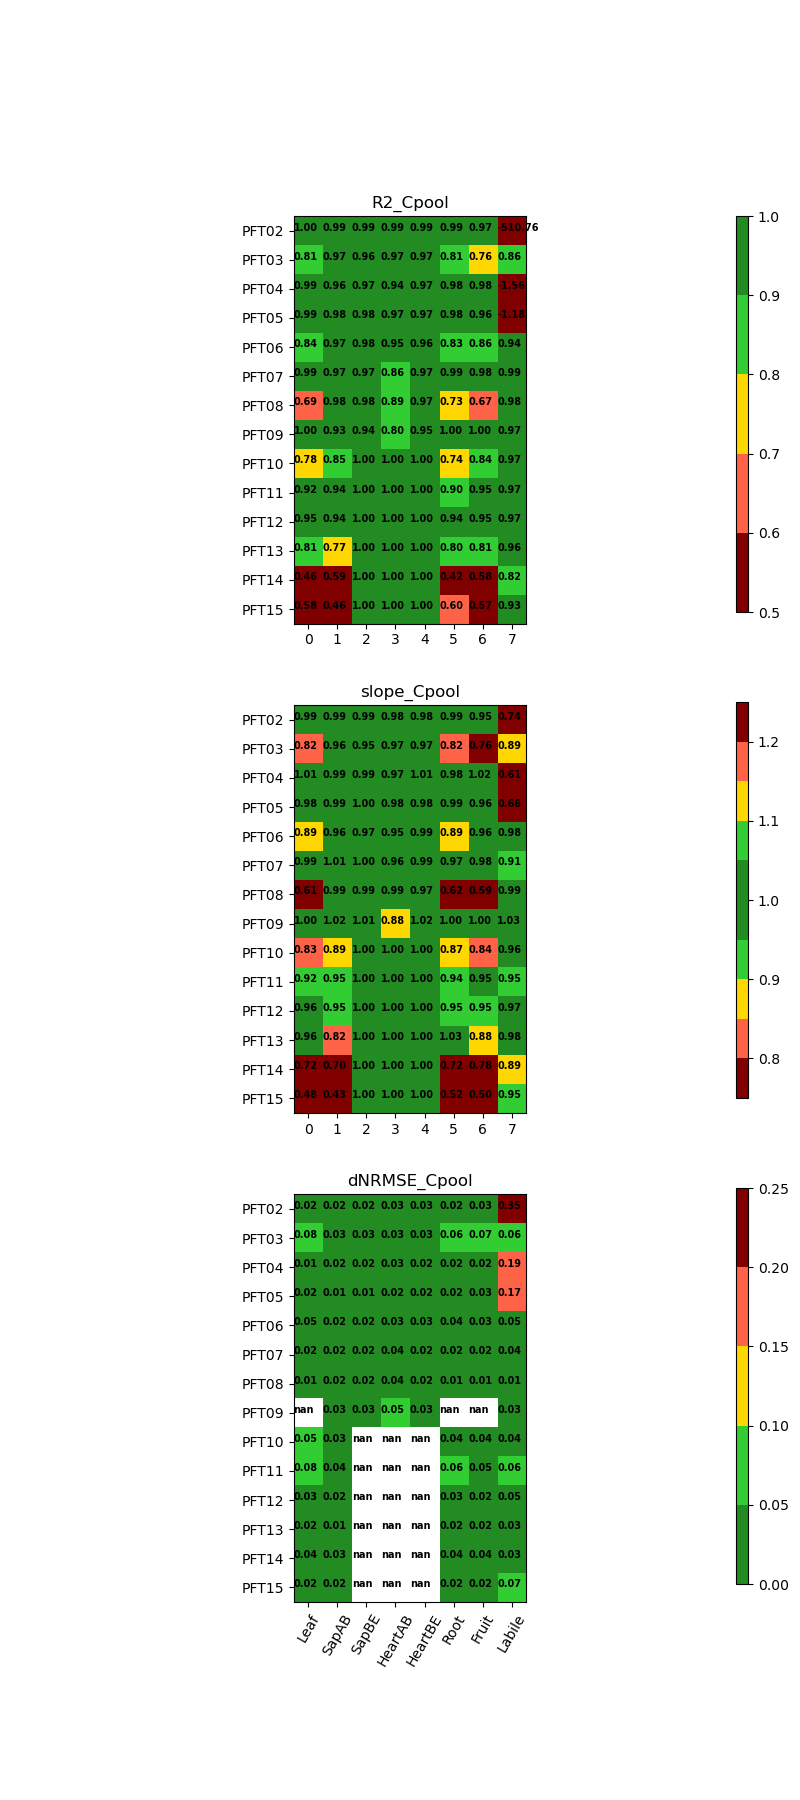 R2_Cpool
PFT02 1.00 0.99 0.99 0.99 0.99 0.99 0.97 -510.76
PFT03 0.81 0.97 0.96 0.97 0.97 0.81 0.76 0.86
PFT04 0.99 0.96 0.97 0.94 0.97 0.98 0.98 -1.56
PFT05 0.99 0.98 0.98 0.97 0.97 0.98 0.96 -1.18
PFT06 0.84 0.97 0.98 0.95 0.96 0.83 0.86 0.94
PFT07 0.99 0.97 0.97 0.86 0.97 0.99 0.98 0.99
PFT08 0.69 0.98 0.98 0.89 0.97 0.73 0.67 0.98
PFT09 1.00 0.93 0.94 0.80 0.95 1.00 1.00 0.97
PFT10 0.78 0.85 1.00 1.00 1.00 0.74 0.84 0.97
PFT11 0.92 0.94 1.00 1.00 1.00 0.90 0.95 0.97
PFT12 0.95 0.94 1.00 1.00 1.00 0.94 0.95 0.97
PFT13 0.81 0.77 1.00 1.00 1.00 0.80 0.81 0.96
PFT14 0.46 0.59 1.00 1.00 1.00 0.42 0.58 0.82
PFT15 0.58 0.46 1.00 1.00 1.00 0.60 0.57 0.93
0 1 2 3 4 5 6 7
1.0
0.9
0.8
0.7
0.6
0.5
slope_Cpool
PFT02 0.99 0.99 0.99 0.98 0.98 0.99 0.95 0.74
PFT03 0.82 0.96 0.95 0.97 0.97 0.82 0.76 0.89
PFT04 1.01 0.99 0.99 0.97 1.01 0.98 1.02 0.61
PFT05 0.98 0.99 1.00 0.98 0.98 0.99 0.96 0.66
PFT06 0.89 0.96 0.97 0.95 0.99 0.89 0.96 0.98
PFT07 0.99 1.01 1.00 0.96 0.99 0.97 0.98 0.91
PFT08 0.61 0.99 0.99 0.99 0.97 0.62 0.59 0.99
PFT09 1.00 1.02 1.01 0.88 1.02 1.00 1.00 1.03
PFT10 0.83 0.89 1.00 1.00 1.00 0.87 0.84 0.96
PFT11 0.92 0.95 1.00 1.00 1.00 0.94 0.95 0.95
PFT12 0.96 0.95 1.00 1.00 1.00 0.95 0.95 0.97
PFT13 0.96 0.82 1.00 1.00 1.00 1.03 0.88 0.98
PFT14 0.72 0.70 1.00 1.00 1.00 0.72 0.78 0.89
PFT15 0.48 0.43 1.00 1.00 1.00 0.52 0.50 0.95
0 1 2 3 4 5 6 7
1.2
1.1
1.0
0.9
0.8
dNRMSE_Cpool
PFT02 0.02 0.02 0.02 0.03 0.03 0.02 0.03 0.35
PFT03 0.08 0.03 0.03 0.03 0.03 0.06 0.07 0.06
PFT04 0.01 0.02 0.02 0.03 0.02 0.02 0.02 0.19
PFT05 0.02 0.01 0.01 0.02 0.02 0.02 0.03 0.17
PFT06 0.05 0.02 0.02 0.03 0.03 0.04 0.03 0.05
PFT07 0.02 0.02 0.02 0.04 0.02 0.02 0.02 0.04
PFT08 0.01 0.02 0.02 0.04 0.02 0.01 0.01 0.01
PFT09 nan 0.03 0.03 0.05 0.03 nan nan 0.03
PFT10 0.05 0.03 nan nan nan 0.04 0.04 0.04
PFT11 0.08 0.04 nan nan nan 0.06 0.05 0.06
PFT12 0.03 0.02 nan nan nan 0.03 0.02 0.05
PFT13 0.02 0.01 nan nan nan 0.02 0.02 0.03
PFT14 0.04 0.03 nan nan nan 0.04 0.04 0.03
PFT15 0.02 0.02 nan nan nan 0.02 0.02 0.07
Leaf SapAB SapBE HeartAB HeartBE Root Fruit Labile
0.25
0.20
0.15
0.10
0.05
0.00